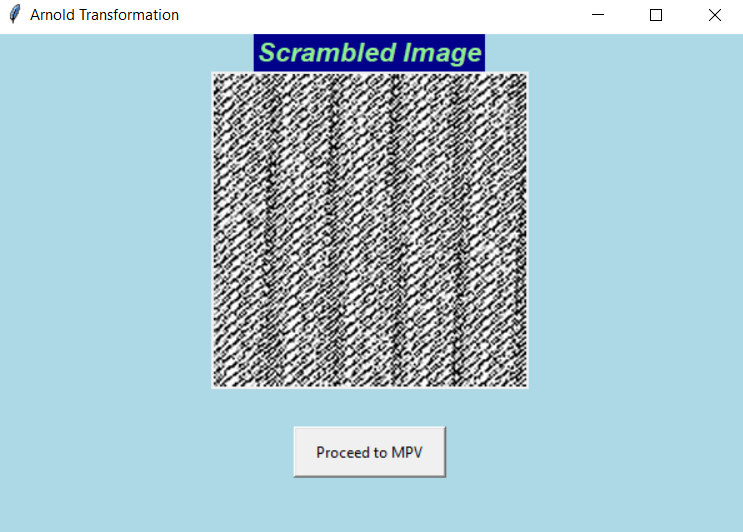 Arnold Transformation
Scrambled Image
Proceed to MPV